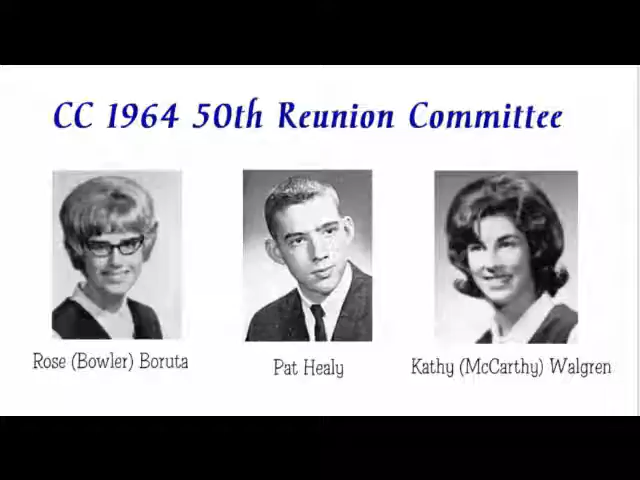 CC 1964 50th Reunion Committee
Rose (Bowler) Boruta
Pat Healy
Kathy (McCarthy) Walgren